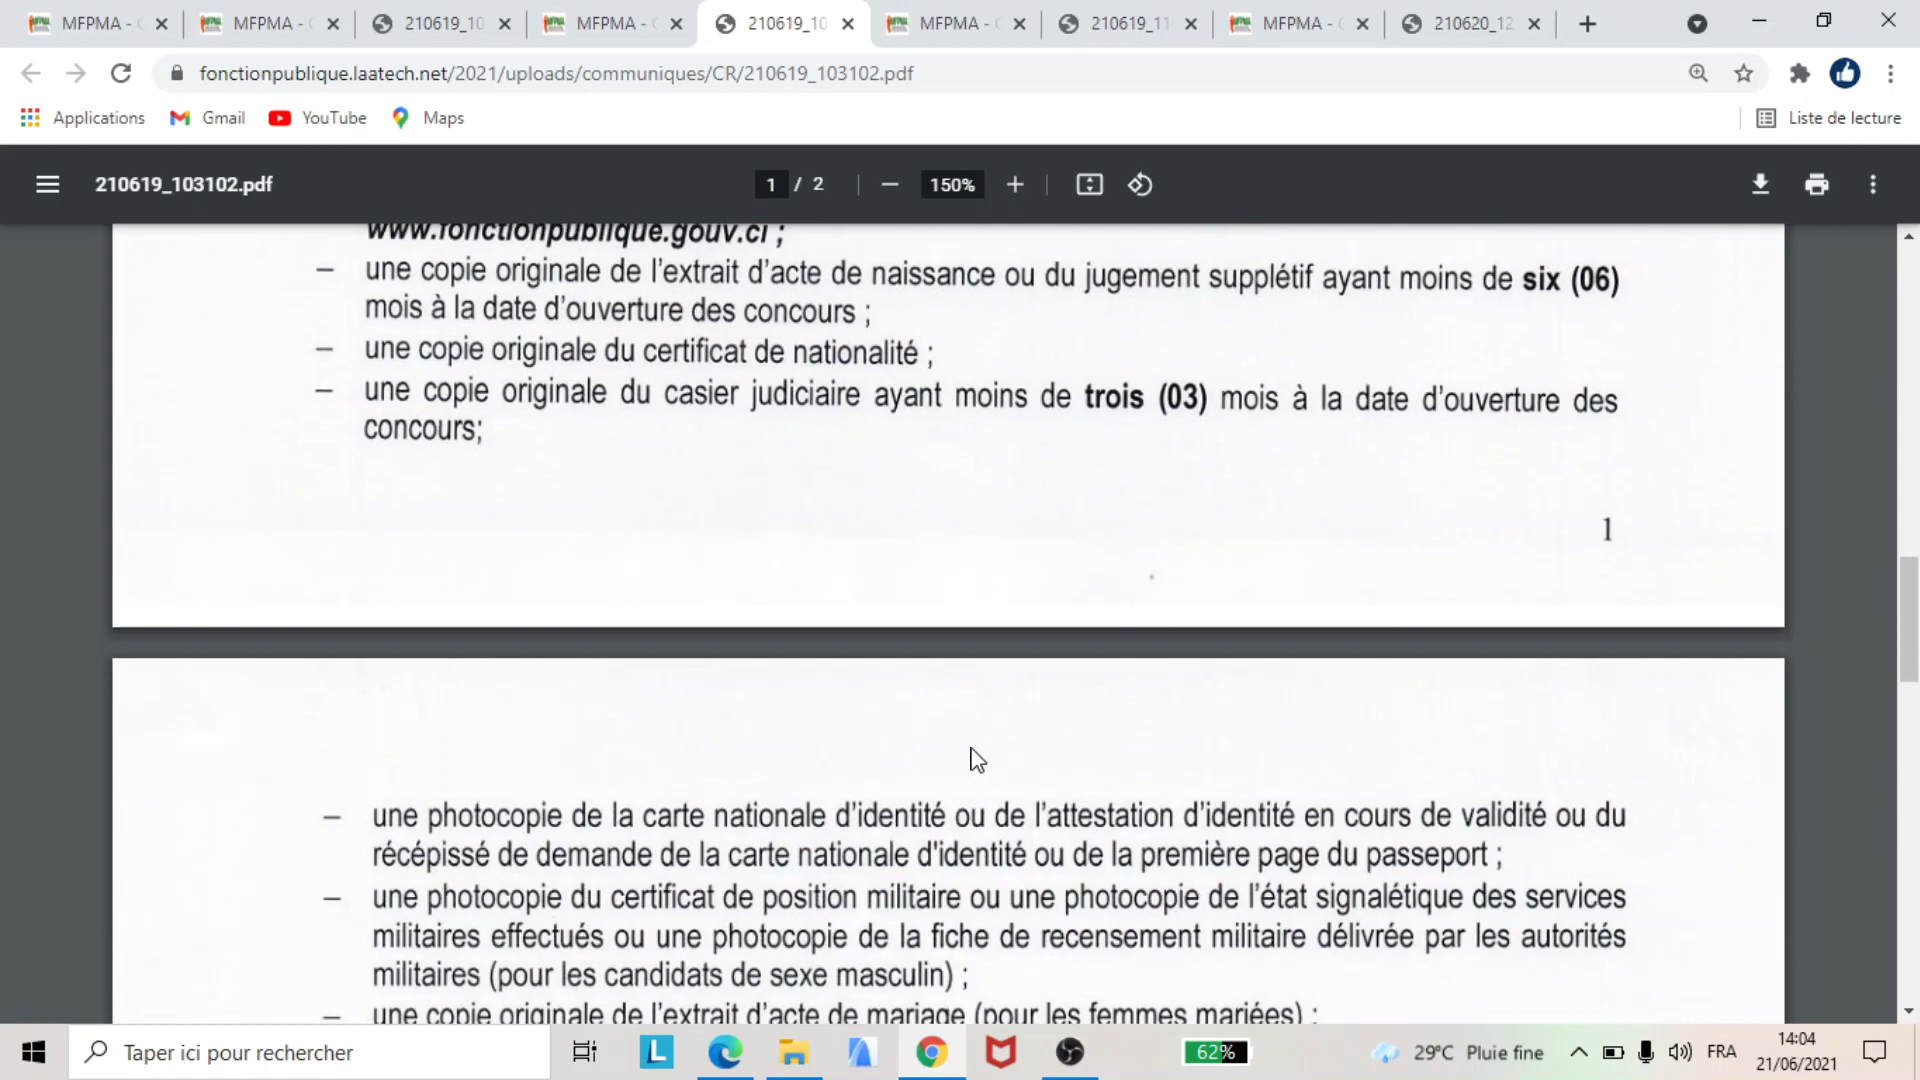 MFPMA - C
MFPMA - C
210619_10
MFPMA - C
210619_10
MFPMA - C
210619_11
MFPMA - C
210620_12
fonctionpublique.laatech.net/2021/uploads/communiques/CR/210619_103102.pdf
Applications
Gmail
YouTube
Maps
Liste de lecture
210619_103102.pdf
1 / 2
150%
www.fonctionpublique.gouv.ci ;
– une copie originale de l'extrait d'acte de naissance ou du jugement supplétif ayant moins de six (06)
mois à la date d'ouverture des concours ;
– une copie originale du certificat de nationalité ;
– une copie originale du casier judiciaire ayant moins de trois (03) mois à la date d'ouverture des
concours;
1
– une photocopie de la carte nationale d'identité ou de l'attestation d'identité en cours de validité ou du
récépissé de demande de la carte nationale d'identité ou de la première page du passeport ;
– une photocopie du certificat de position militaire ou une photocopie de l'état signalétique des services
militaires effectués ou une photocopie de la fiche de recensement militaire délivrée par les autorités
militaires (pour les candidats de sexe masculin) ;
– une copie originale de l'extrait d'acte de mariage (pour les femmes mariées) ;
Taper ici pour rechercher
L
62%
29°C Pluie fine
FRA
14:04
21/06/2021